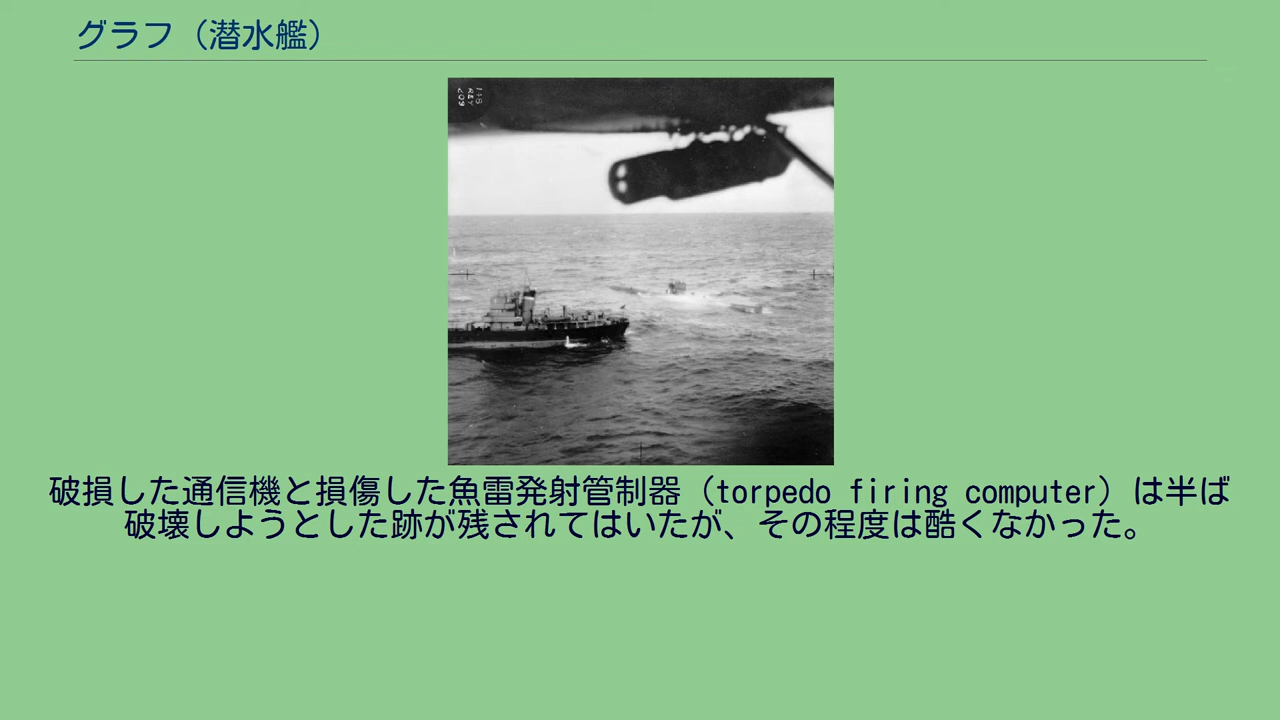 グラフ（潜水艦）
破損した通信機と損傷した魚雷発射管制器（torpedo firing computer）は半ば
破壊しようとした跡が残されてはいたが、その程度は酷くなかった。